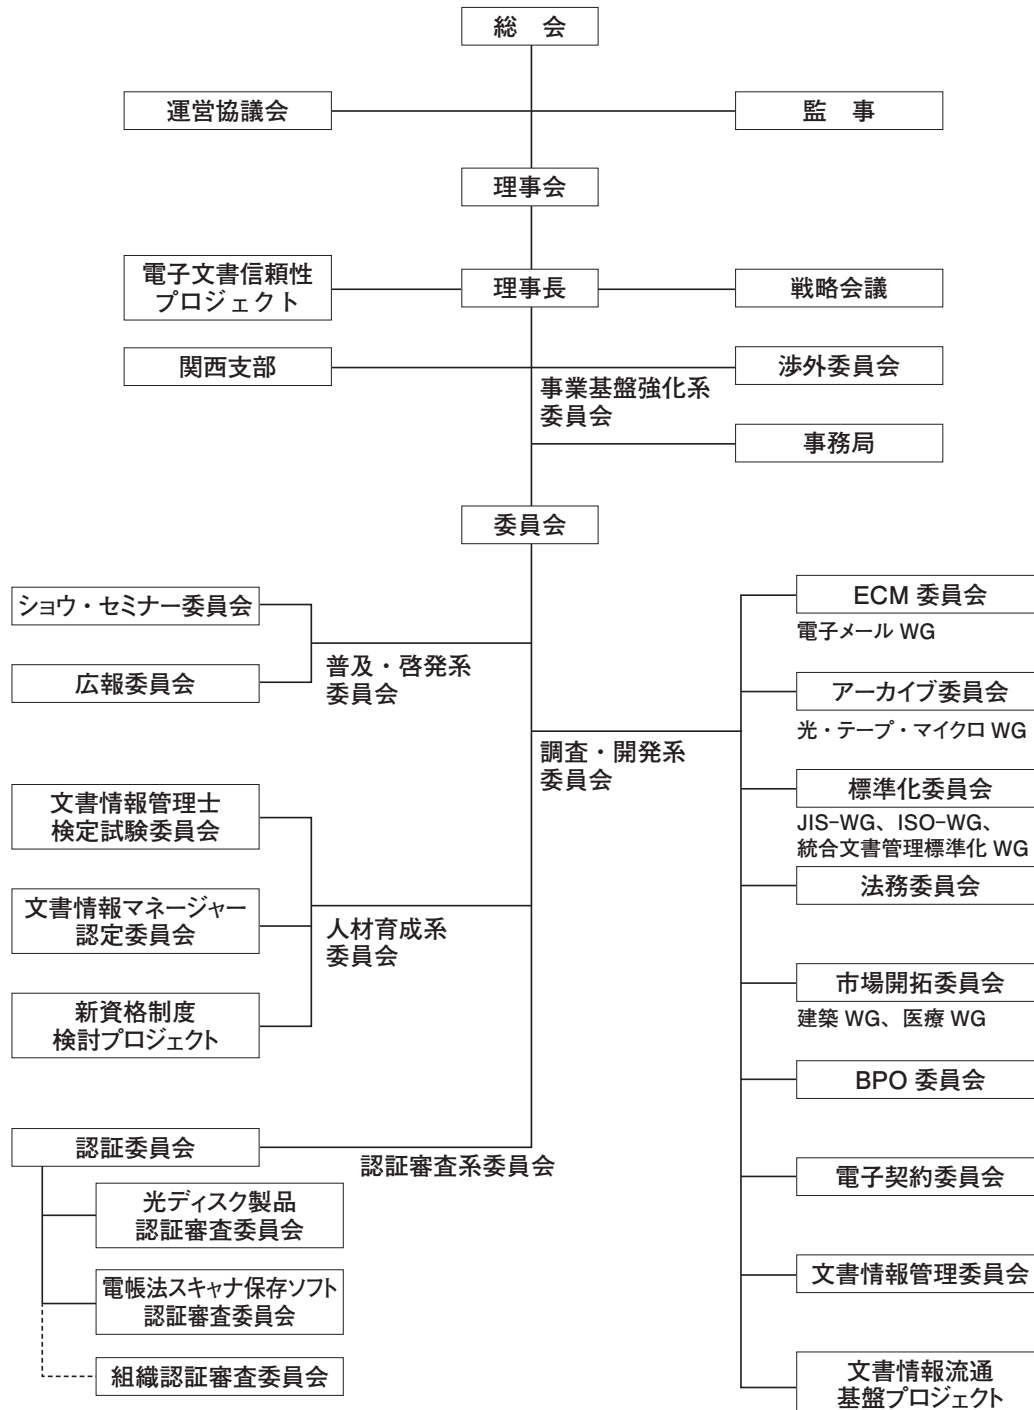 総　会
運営協議会
監　事
理事会
電子文書信頼性
プロジェクト
理事長
戦略会議
関西支部
渉外委員会
事業基盤強化系
委員会
事務局
委員会
ショウ・セミナー委員会
広報委員会
普及・啓発系
委員会
文書情報管理士
検定試験委員会
文書情報マネージャー
認定委員会
新資格制度
検討プロジェクト
人材育成系
委員会
認証委員会
認証審査系委員会
光ディスク製品
認証審査委員会
電帳法スキャナ保存ソフト
認証審査委員会
組織認証審査委員会
調査・開発系
委員会
ECM 委員会
電子メール WG
アーカイブ委員会
光・テープ・マイクロ WG
標準化委員会
JIS-WG、ISO-WG、
統合文書管理標準化 WG
法務委員会
市場開拓委員会
建築 WG、医療 WG
BPO 委員会
電子契約委員会
文書情報管理委員会
文書情報流通
基盤プロジェクト